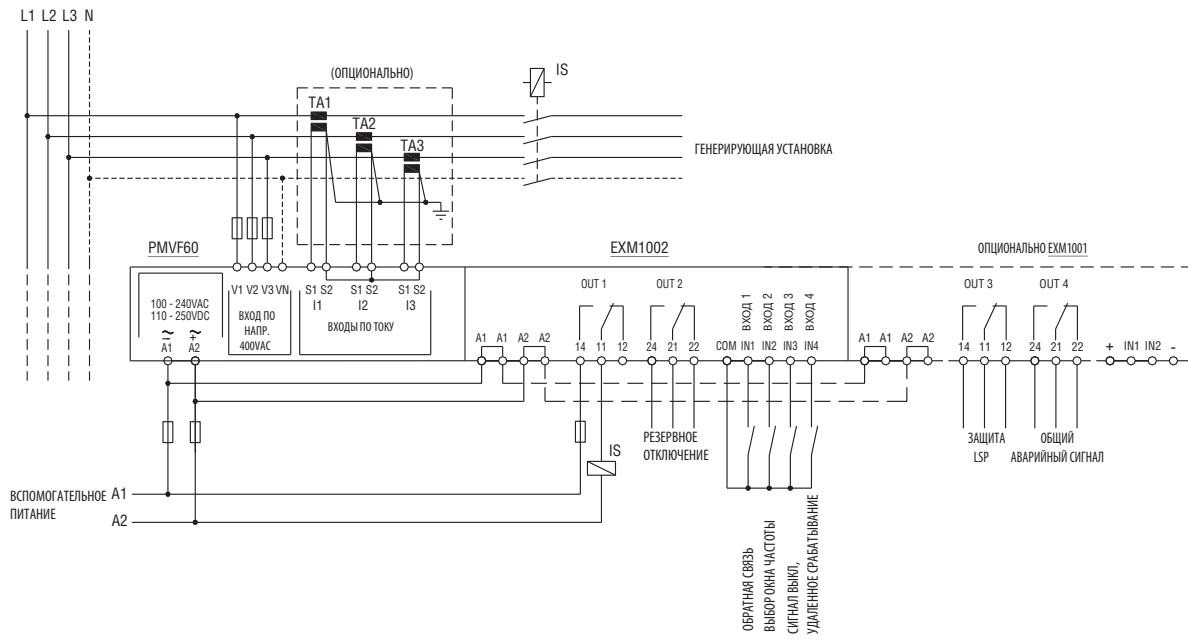 L1 L2 L3 N
IS
(ОПЦИОНАЛЬНО)
TA1
TA2
TA3
ГЕНЕРИРУЮЩАЯ УСТАНОВКА
PMVF60
EXM1002
ОПЦИОНАЛЬНО EXM1001
100 - 240VAC
110 - 250VDC
~ ~
- +
A1 A2
V1 V2 V3 VN
ВХОД ПО
НАПР.
400VAC
S1 S2 S1 S2 S1 S2
I1 I2 I3
ВХОДЫ ПО ТОКУ
OUT 1
OUT 2
ВХОД 1
ВХОД 2
ВХОД 3
ВХОД 4
OUT 3
OUT 4
A1 A1 A2 A2
14 11 12
24 21 22
COM IN1 IN2 IN3 IN4
A1 A1 A2 A2
14 11 12
24 21 22
+ IN1 IN2 -
РЕЗЕРВНОЕ
ОТКЛЮЧЕНИЕ
ЗАЩИТА
LSP
ОБЩИЙ
АВАРИЙНЫЙ СИГНАЛ
IS
ВСПОМОГАТЕЛЬНОЕ
ПИТАНИЕ
A1
A2
ОБРАТНАЯ СВЯЗЬ
ВЫБОР ОКНА ЧАСТОТЫ
СИГНАЛ ВЫКЛ,
УДАЛЕННОЕ СРАБАТЫВАНИЕ